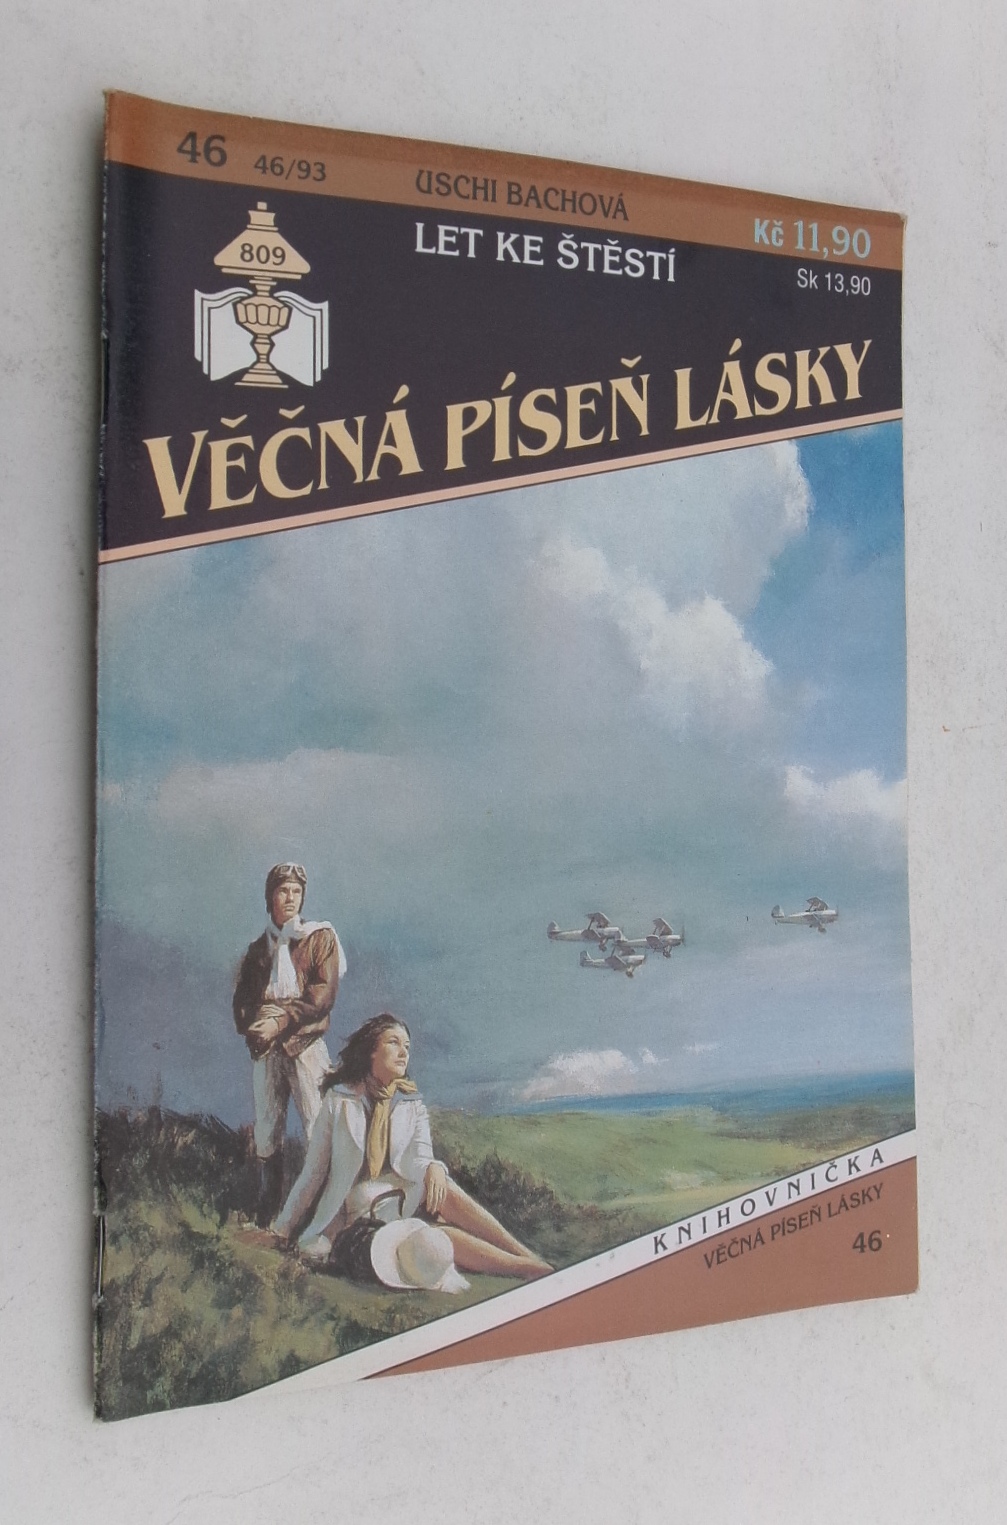 46 46/93
USCHI BACHOVÁ
LET KE ŠTĚSTÍ
Kč 11,90
Sk 13,90
809
VĚČNÁ PÍSEŇ LÁSKY
KNIHOVNIČKA
VĚČNÁ PÍSEŇ LÁSKY
46